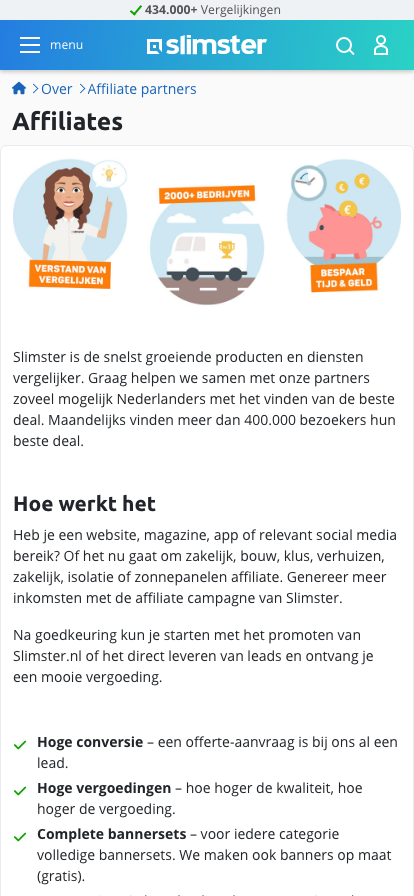 434.000+ Vergelijkingen
menu
slimster
Over
Affiliate partners
Affiliates
VERSTAND VAN
VERGELIJKEN
2000+ BEDRIJVEN
BESPAAR
TIJD & GELD
Slimster is de snelst groeiende producten en diensten
vergelijker. Graag helpen we samen met onze partners
zoveel mogelijk Nederlanders met het vinden van de beste
deal. Maandelijks vinden meer dan 400.000 bezoekers hun
beste deal.
Hoe werkt het
Heb je een website, magazine, app of relevant social media
bereik? Of het nu gaat om zakelijk, bouw, klus, verhuizen,
zakelijk, isolatie of zonnepanelen affiliate. Genereer meer
inkomsten met de affiliate campagne van Slimster.
Na goedkeuring kun je starten met het promoten van
Slimster.nl of het direct leveren van leads en ontvang je
een mooie vergoeding.
Hoge conversie – een offerte-aanvraag is bij ons al een
lead.
Hoge vergoedingen – hoe hoger de kwaliteit, hoe
hoger de vergoeding.
Complete bannersets – voor iedere categorie
volledige bannersets. We maken ook banners op maat
(gratis).